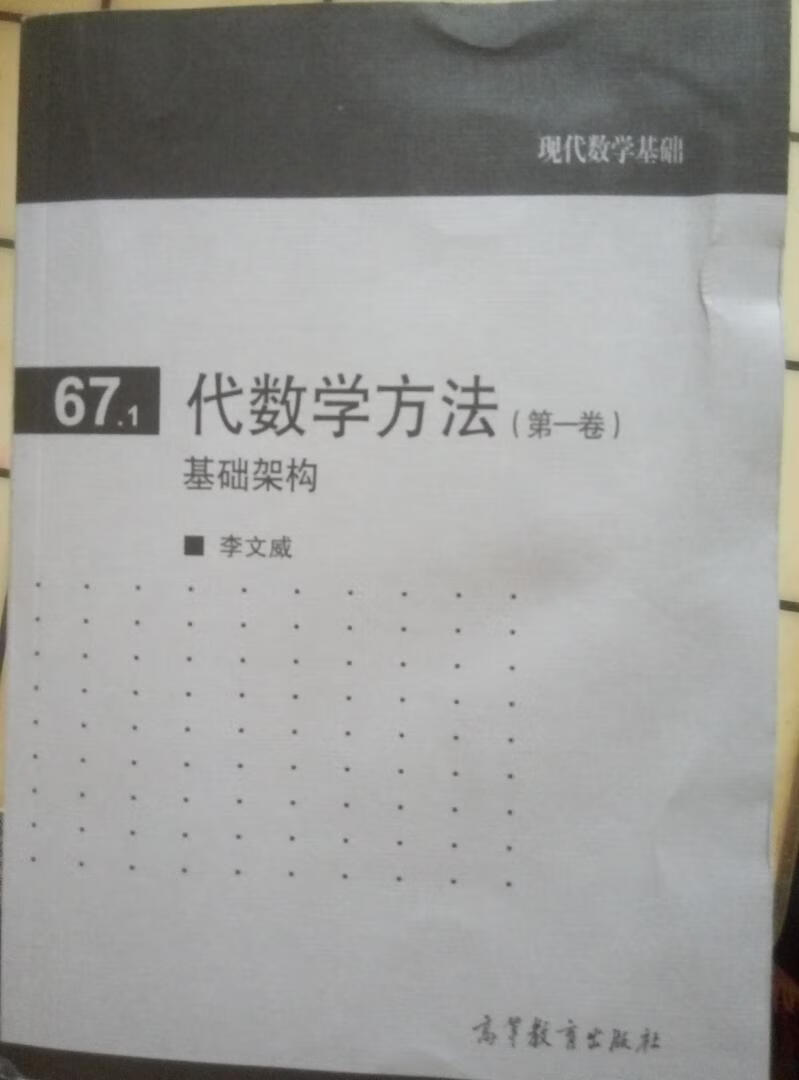 现代数学基础
67.1 代数学方法(第一卷)
基础架构
■ 李文威
高等教育出版社